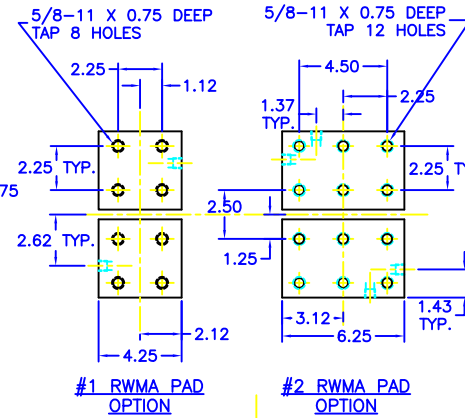 5/8-11 X 0.75 DEEP
TAP 8 HOLES
5/8-11 X 0.75 DEEP
TAP 12 HOLES
2.25
1.12
4.50
2.25
1.37
TYP.
2.25 TYP.
2.25
75
2.50
2.62 TYP.
1.25
3.12
1.43
TYP.
2.12
4.25
6.25
#1 RWMA PAD
OPTION
#2 RWMA PAD
OPTION